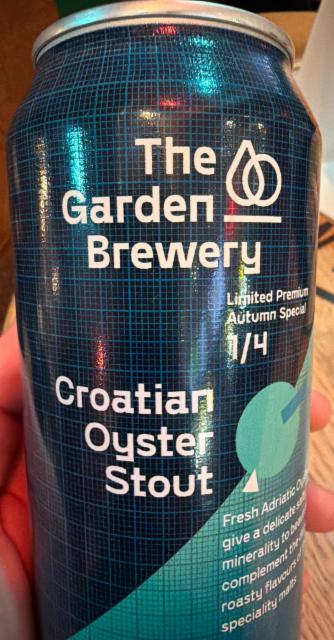 The
Garden
Brewery
Limited Premium
Autumn Special
1/4
Croatian
Oyster
Stout
Fresh Adriatic
give a delicate
minerality to
complement the
roasty flavours
speciality malts